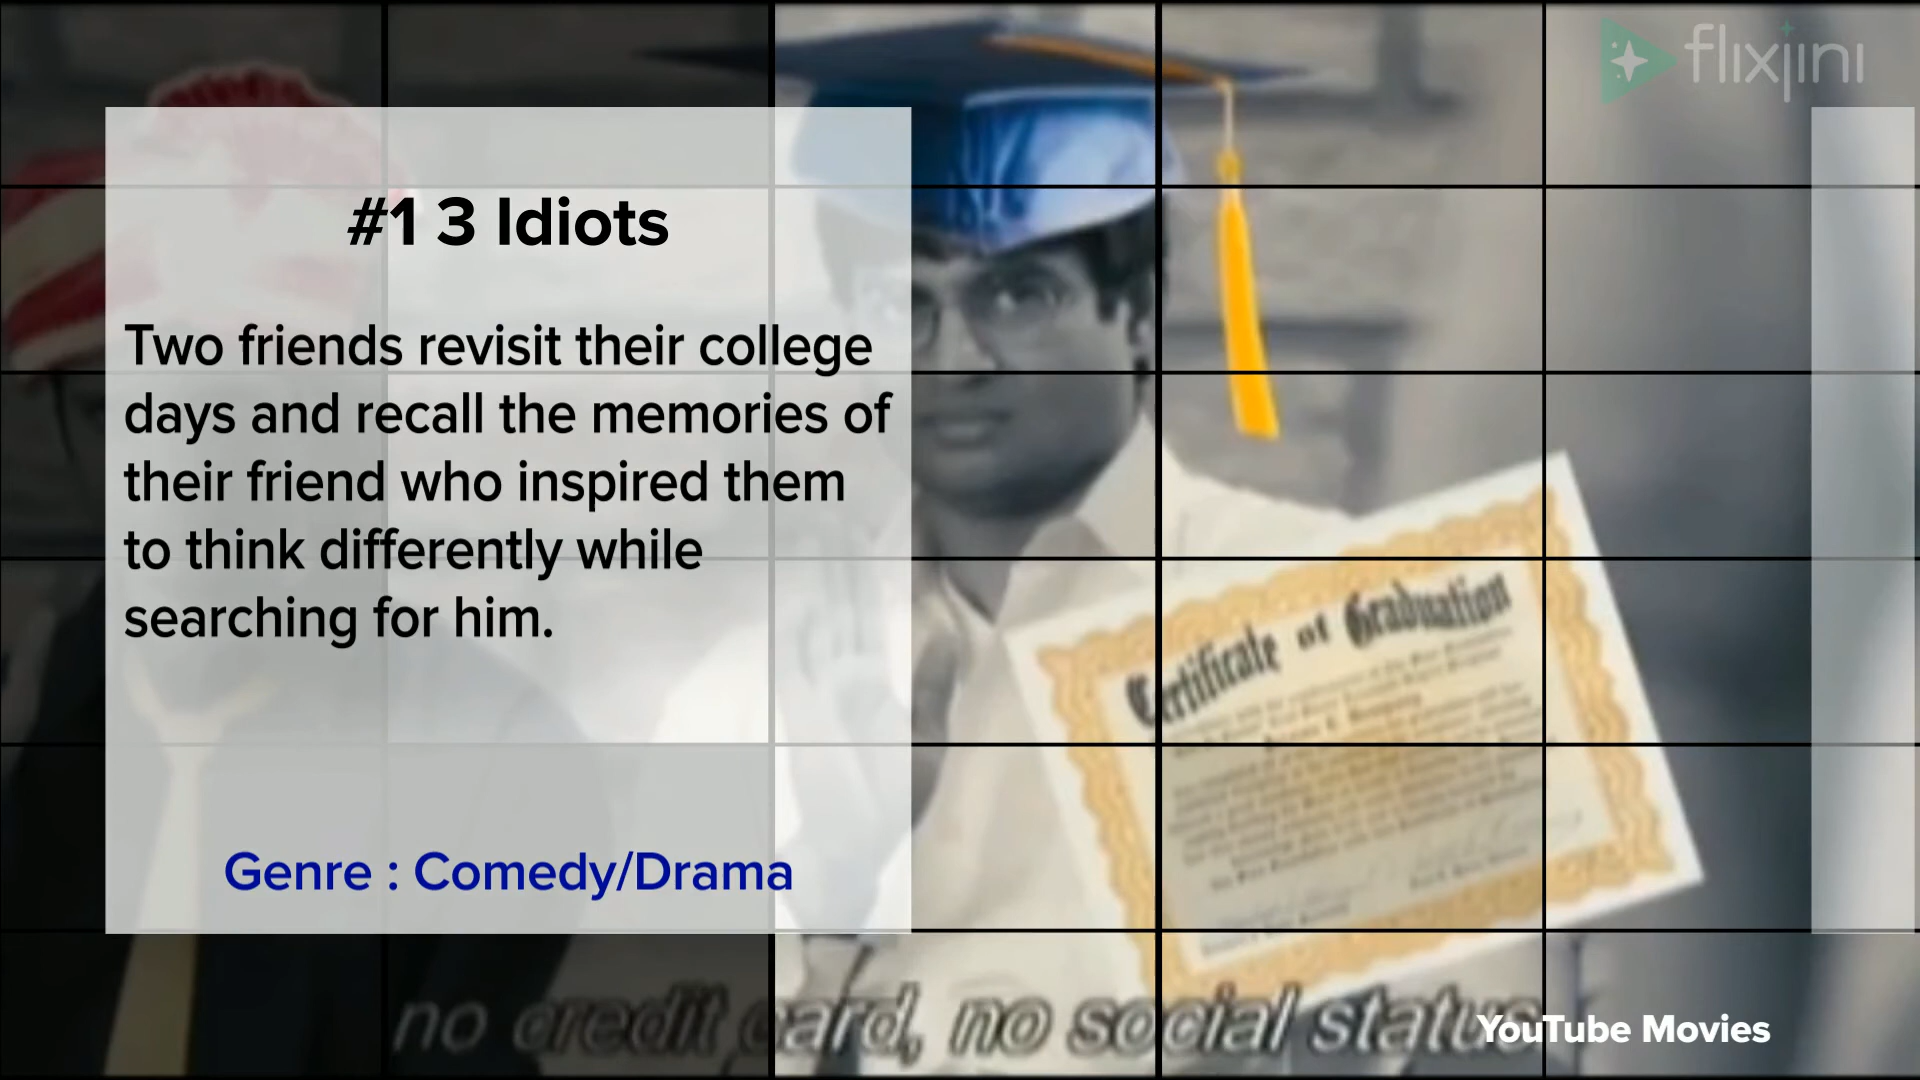 flixjini
#1 3 Idiots
Two friends revisit their college
days and recall the memories of
their friend who inspired them
to think differently while
searching for him.
Genre : Comedy/Drama
Certificate of Graduation
no credit card, no social status
YouTube Movies